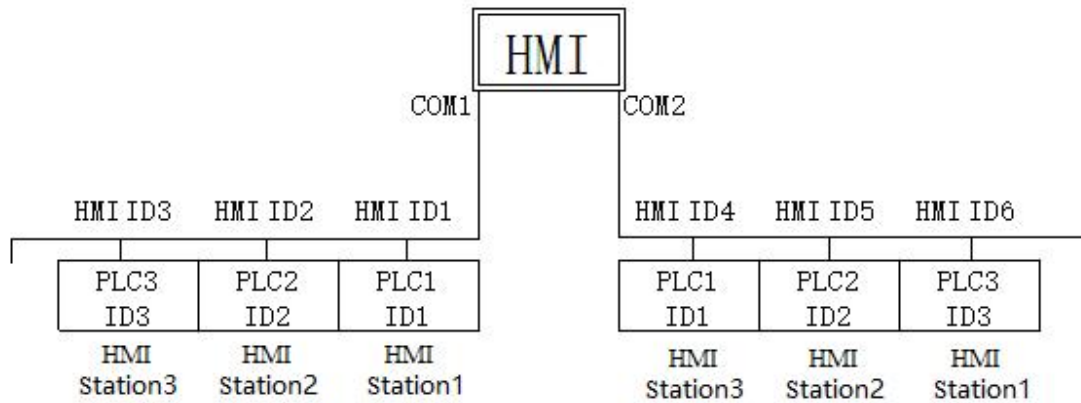 HMI
COM1 COM2
HMI ID3 HMI ID2 HMI ID1 HMI ID4 HMI ID5 HMI ID6
PLC3 PLC2 PLC1 PLC1 PLC2 PLC3
ID3 ID2 ID1 ID1 ID2 ID3
HMI HMI HMI HMI HMI HMI
Station3 Station2 Station1 Station3 Station2 Station1